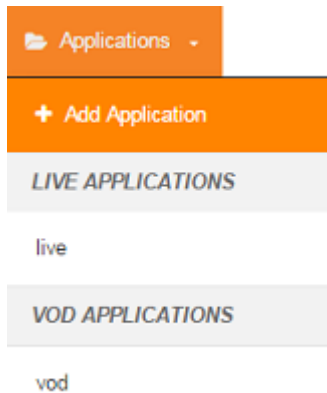 Applications
Add Application
LIVE APPLICATIONS
live
VOD APPLICATIONS
vod